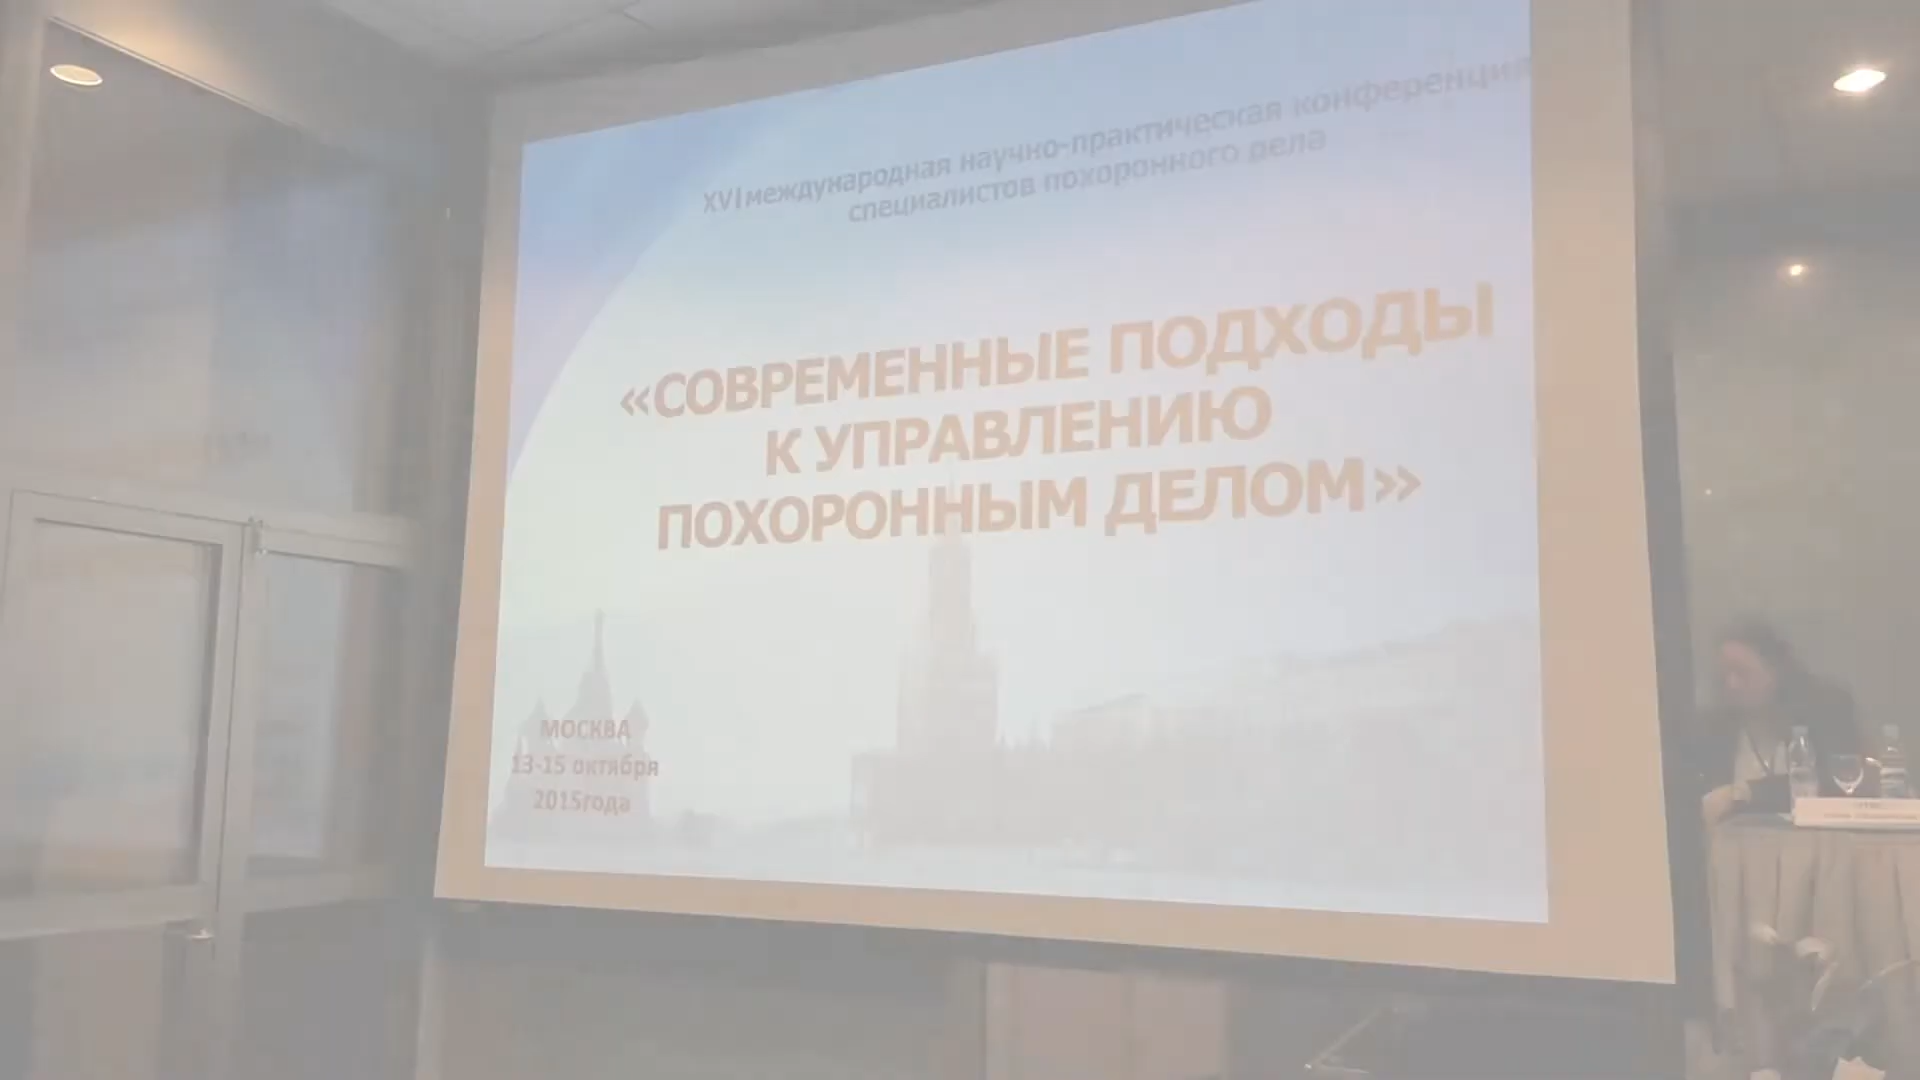 XVI международная научно-практическая конференция
специалистов похоронного дела
«СОВРЕМЕННЫЕ ПОДХОДЫ
К УПРАВЛЕНИЮ
ПОХОРОННЫМ ДЕЛОМ»
МОСКВА
13-15 октября
2015года